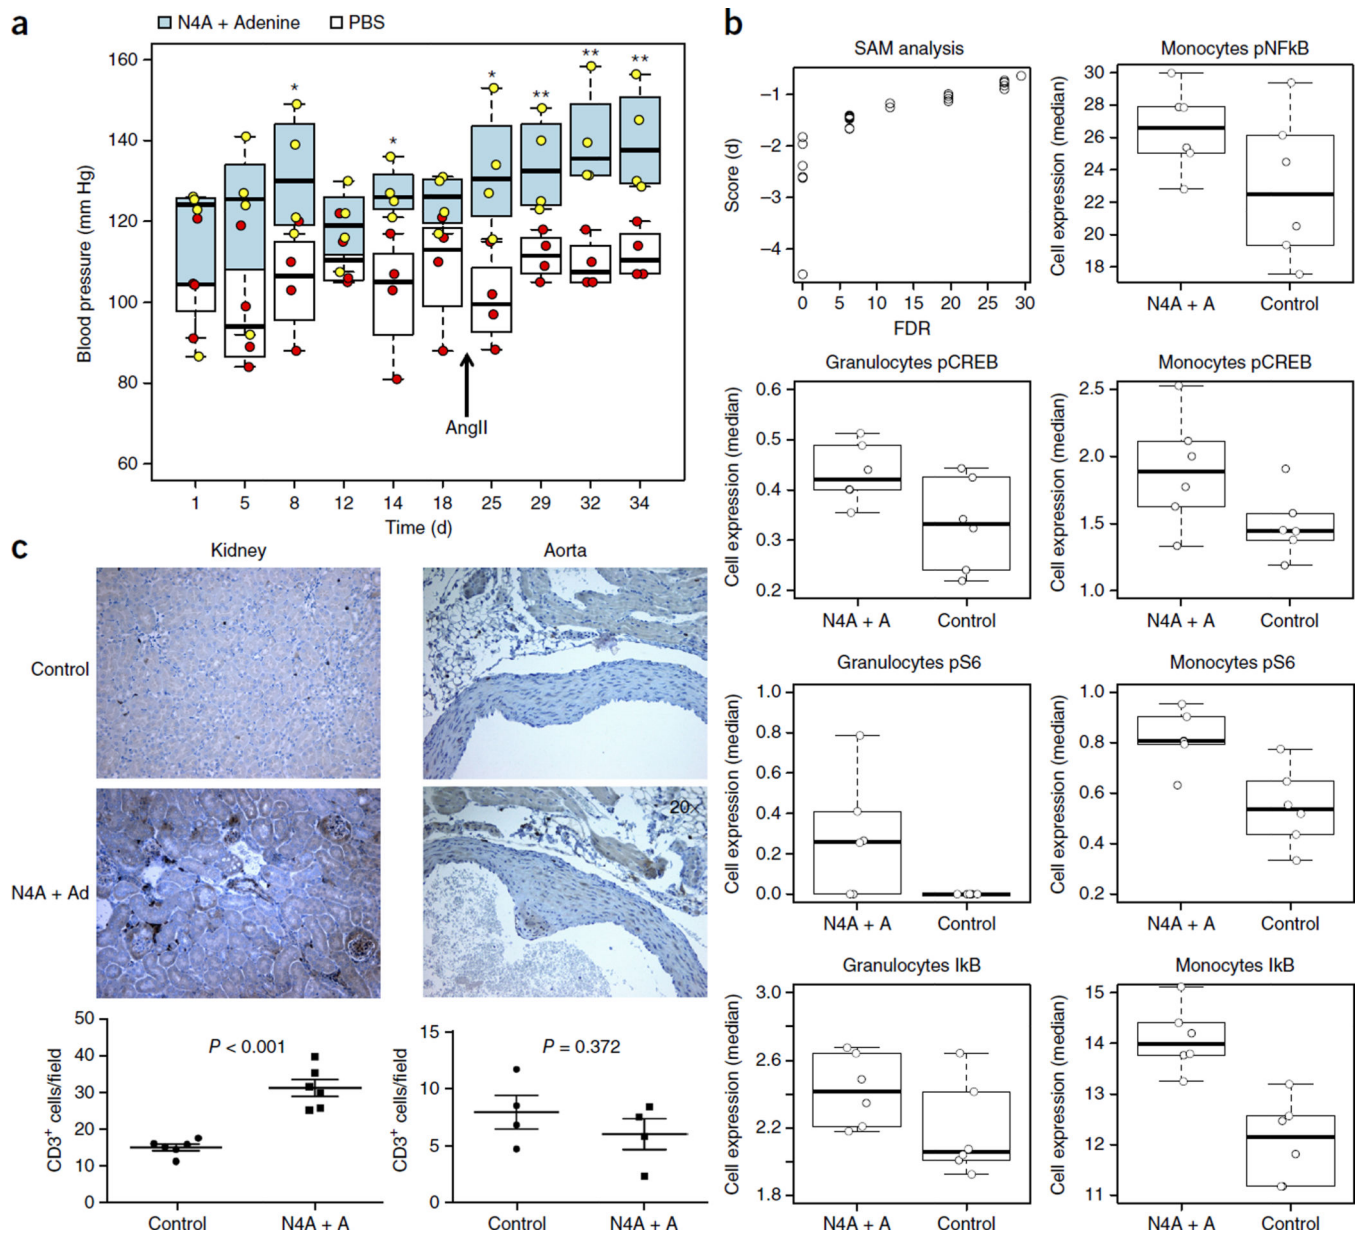 a
N4A + Adenine PBS
Blood pressure (mm Hg)
160
140
120
100
80
60
*
*
*
**
**
**
AngII
1 5 8 12 14 18 25 29 32 34
Time (d)
b
SAM analysis
Score (d)
−1
−2
−3
−4
0 5 10 15 20 25 30
FDR
Monocytes pNFkB
Cell expression (median)
30
28
26
24
22
20
18
N4A + A Control
Granulocytes pCREB
Cell expression (median)
0.6
0.5
0.4
0.3
0.2
N4A + A Control
Monocytes pCREB
Cell expression (median)
2.5
2.0
1.5
1.0
N4A + A Control
Granulocytes pS6
Cell expression (median)
1.0
0.8
0.6
0.4
0.2
0.0
N4A + A Control
Monocytes pS6
Cell expression (median)
1.0
0.8
0.6
0.4
0.2
N4A + A Control
Granulocytes IkB
Cell expression (median)
3.0
2.6
2.2
1.8
N4A + A Control
Monocytes IkB
Cell expression (median)
15
14
13
12
11
N4A + A Control
c
Kidney Aorta
Control
N4A + Ad
20×
CD3+ cells/field
50
40
30
20
10
0
P < 0.001
Control N4A + A
CD3+ cells/field
15
10
5
0
P = 0.372
Control N4A + A